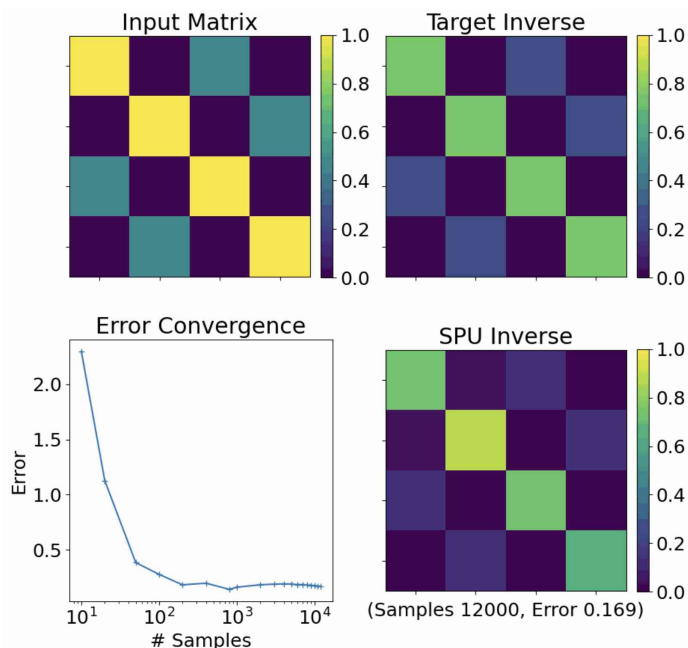 Input Matrix
1.0
0.8
0.6
0.4
0.2
0.0
Target Inverse
1.0
0.8
0.6
0.4
0.2
0.0
Error Convergence
Error
2.0
1.5
1.0
0.5
10¹ 10² 10³ 10⁴
# Samples
SPU Inverse
1.0
0.8
0.6
0.4
0.2
0.0
(Samples 12000, Error 0.169)